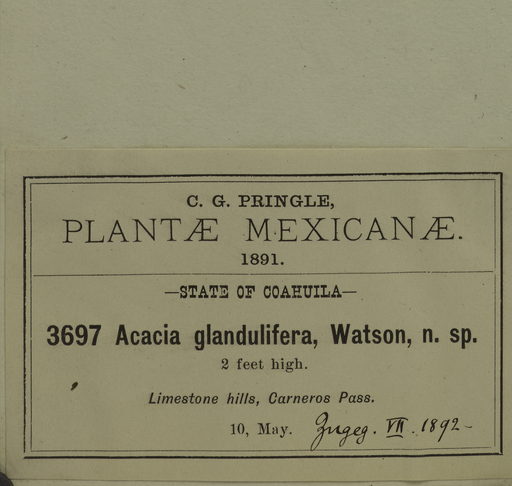 C. G. PRINGLE,
PLANTÆ MEXICANÆ.
1891.
—STATE OF COAHUILA—
3697 Acacia glandulifera, Watson, n. sp.
2 feet high.
Limestone hills, Carneros Pass.
10, May. Zugeg. VII. 1892-